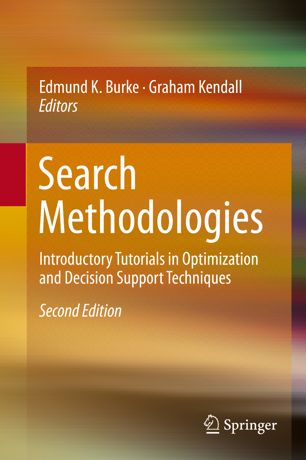 Edmund K. Burke · Graham Kendall
Editors
Search
Methodologies
Introductory Tutorials in Optimization
and Decision Support Techniques
Second Edition
Springer